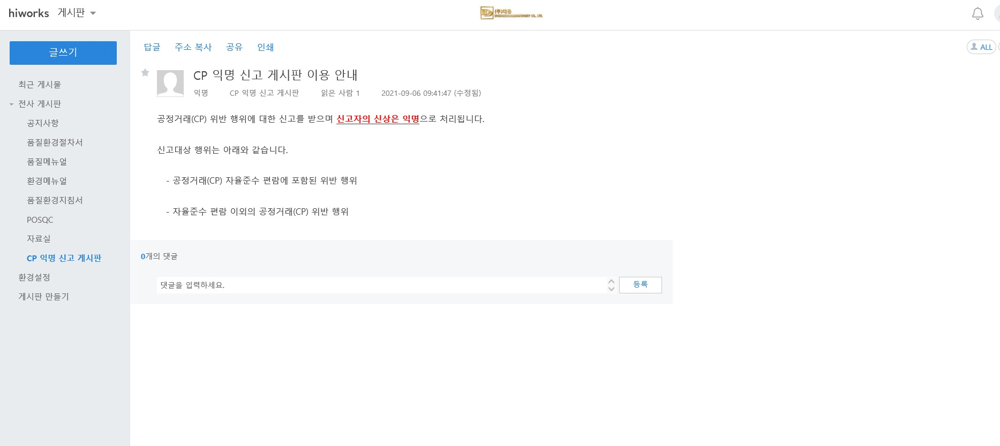 hiworks 게시판
(주)대동
글쓰기
최근 게시물
전사 게시판
공지사항
품질환경절차서
품질메뉴얼
환경메뉴얼
품질환경지침서
POSQC
자료실
CP 익명 신고 게시판
환경설정
게시판 만들기
답글 주소 복사 공유 인쇄
ALL
CP 익명 신고 게시판 이용 안내
익명 CP 익명 신고 게시판 읽은 사람 1 2021-09-06 09:41:47 (수정됨)
공정거래(CP) 위반 행위에 대한 신고를 받으며 신고자의 신상은 익명으로 처리됩니다.
신고대상 행위는 아래와 같습니다.
- 공정거래(CP) 자율준수 편람에 포함된 위반 행위
- 자율준수 편람 이외의 공정거래(CP) 위반 행위
0개의 댓글
댓글을 입력하세요. 등록